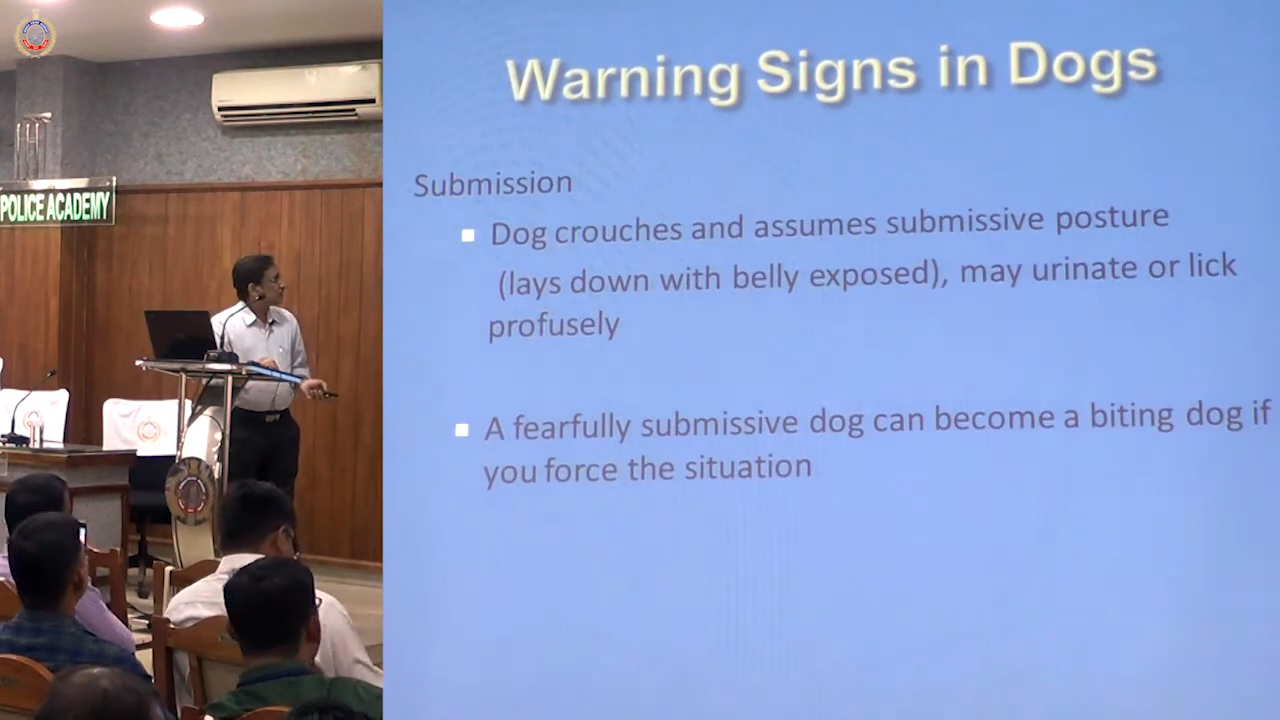 POLICE ACADEMY
Warning Signs in Dogs
Submission
Dog crouches and assumes submissive posture
(lays down with belly exposed), may urinate or lick
profusely
A fearfully submissive dog can become a biting dog if
you force the situation